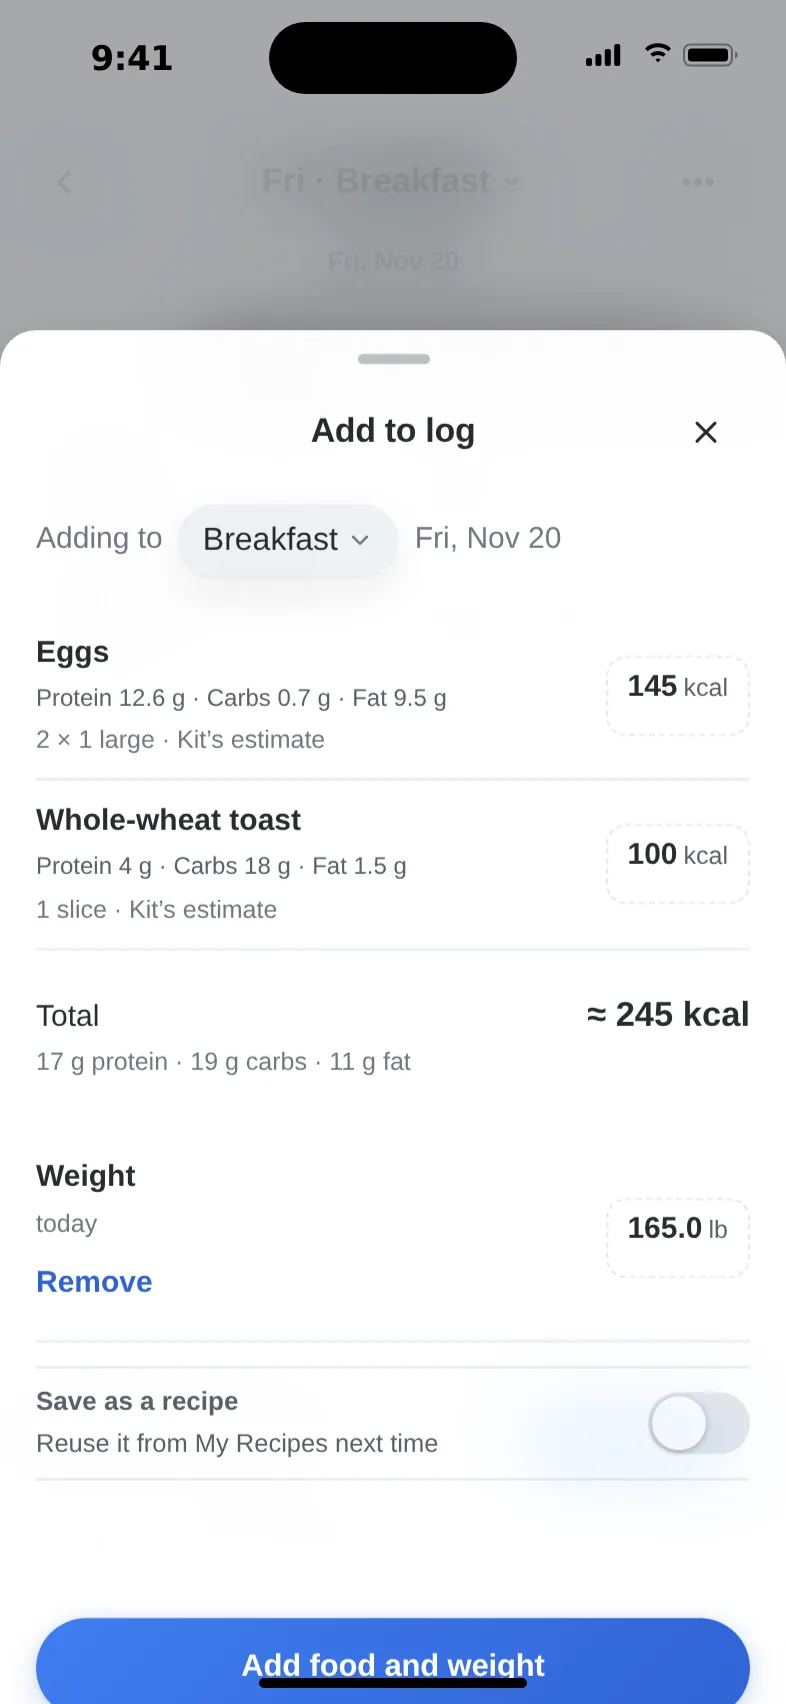 9:41
Fri · Breakfast
Fri, Nov 20
Add to log
Adding to Breakfast Fri, Nov 20
Eggs
Protein 12.6 g · Carbs 0.7 g · Fat 9.5 g
145 kcal
2 × 1 large · Kit’s estimate
Whole-wheat toast
Protein 4 g · Carbs 18 g · Fat 1.5 g
100 kcal
1 slice · Kit’s estimate
Total ≈ 245 kcal
17 g protein · 19 g carbs · 11 g fat
Weight
today
165.0 lb
Remove
Save as a recipe
Reuse it from My Recipes next time
Add food and weight